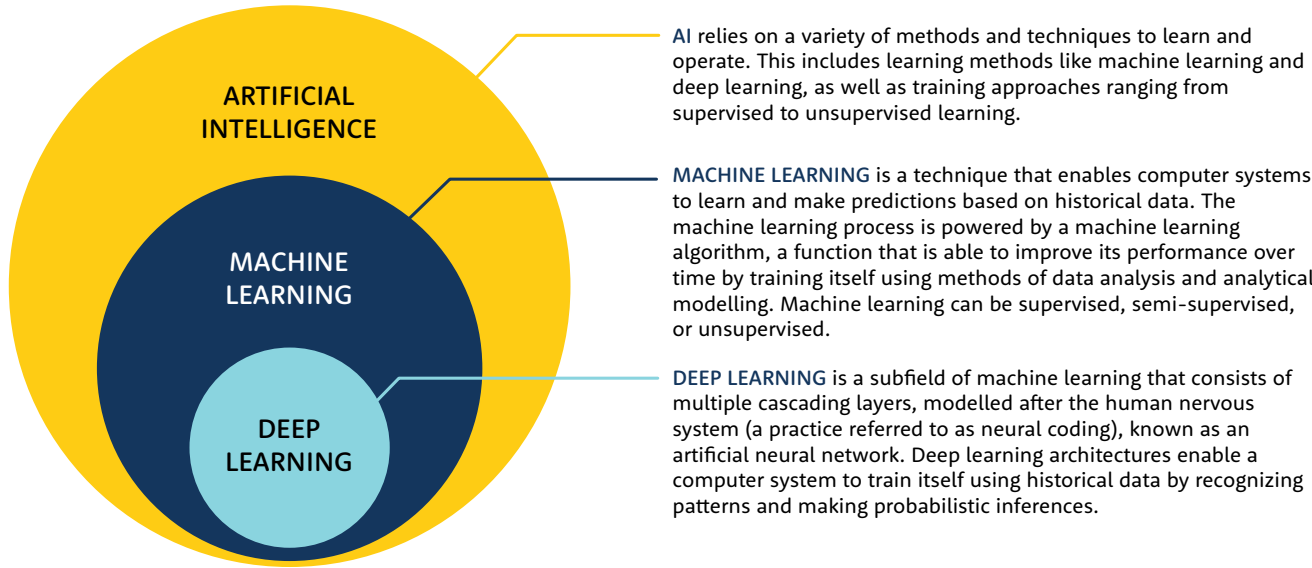 ARTIFICIAL
INTELLIGENCE
MACHINE
LEARNING
DEEP
LEARNING
AI relies on a variety of methods and techniques to learn and
operate. This includes learning methods like machine learning and
deep learning, as well as training approaches ranging from
supervised to unsupervised learning.
MACHINE LEARNING is a technique that enables computer systems
to learn and make predictions based on historical data. The
machine learning process is powered by a machine learning
algorithm, a function that is able to improve its performance over
time by training itself using methods of data analysis and analytical
modelling. Machine learning can be supervised, semi-supervised,
or unsupervised.
DEEP LEARNING is a subfield of machine learning that consists of
multiple cascading layers, modelled after the human nervous
system (a practice referred to as neural coding), known as an
artificial neural network. Deep learning architectures enable a
computer system to train itself using historical data by recognizing
patterns and making probabilistic inferences.